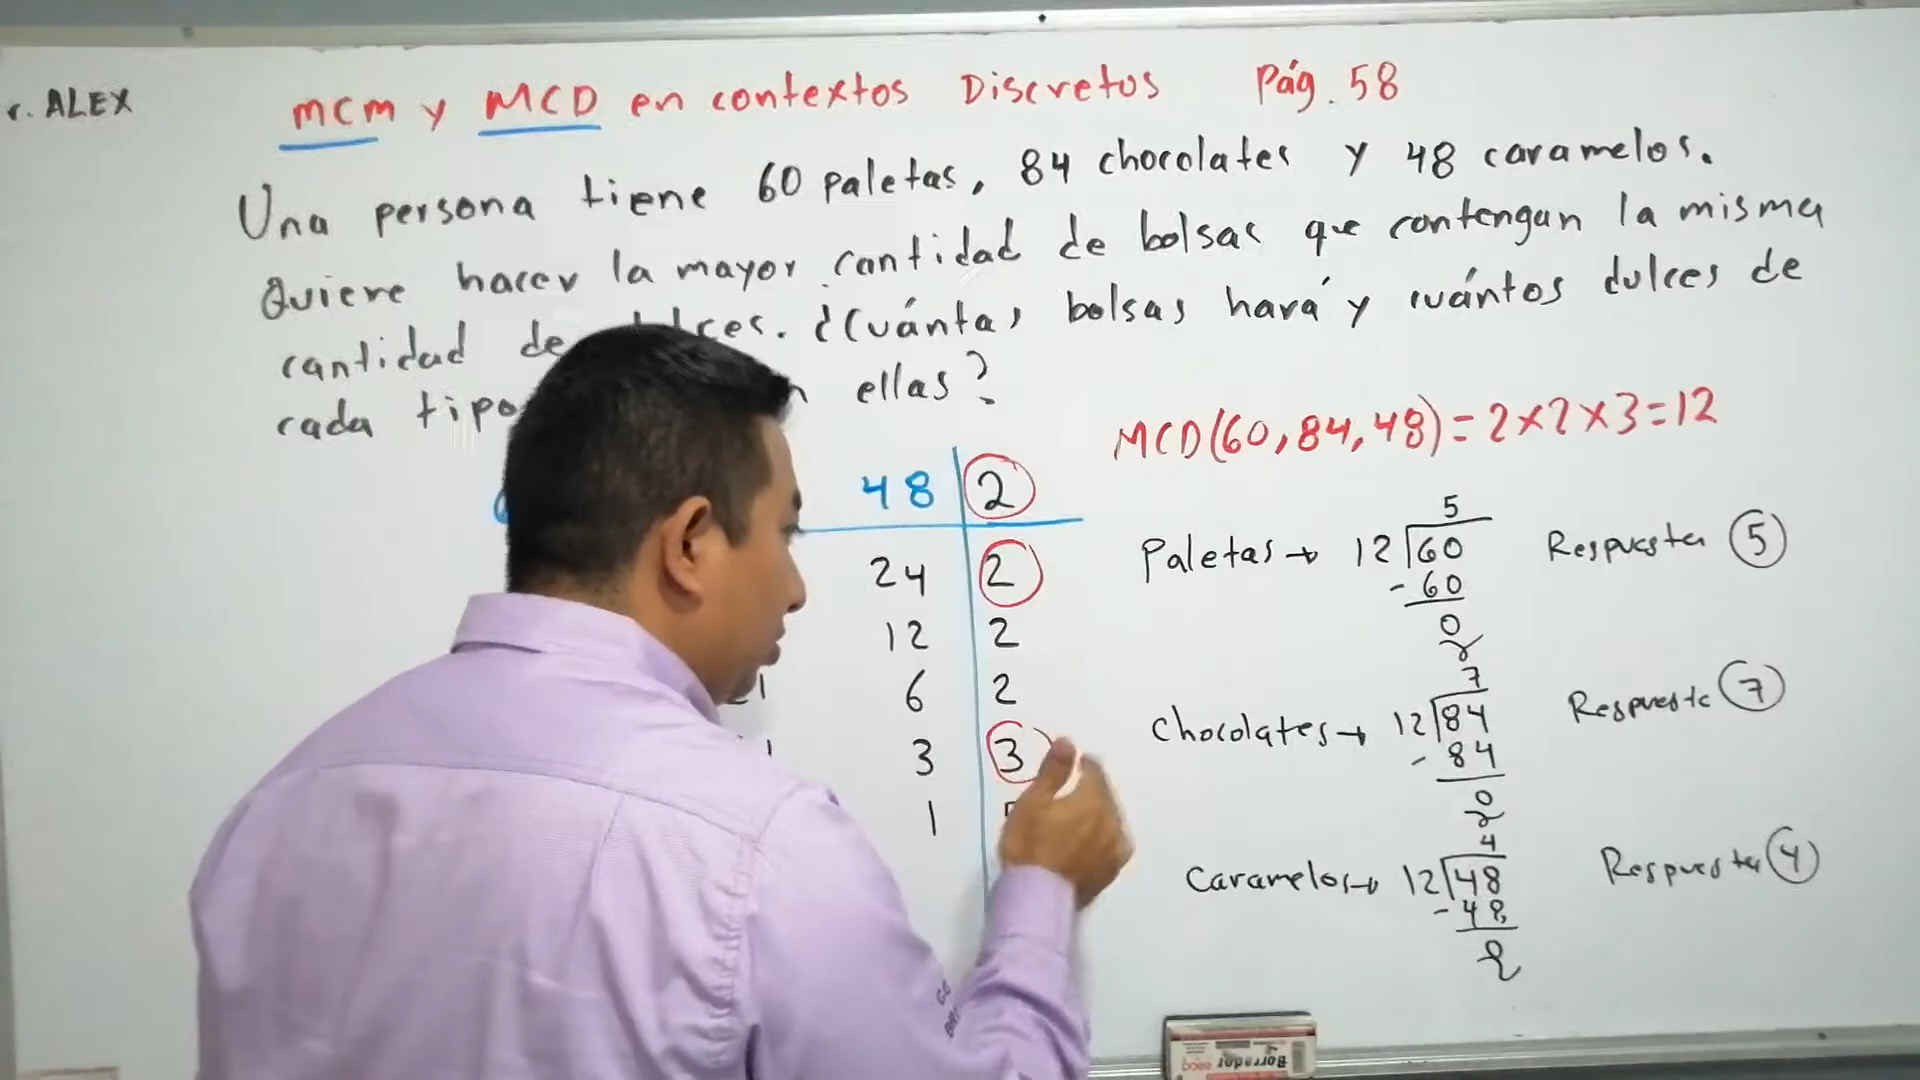 r. ALEX
mcm y MCD en contextos Discretos Pág. 58
Una persona tiene 60 paletas, 84 chocolates y 48 caramelos.
Quiere hacer la mayor cantidad de bolsas que contengan la misma
cantidad de ces. ¿Cuántas bolsas hará y cuántos dulces de
cada tipo n ellas?
MCD(60,84,48)=2×2×3=12
48 2
24 2
12 2
6 2
3 3
1
5
Paletas → 12 60 Respuesta 5
- 60
0
7
Chocolates → 12 84 Respuesta 7
- 84
0
4
Caramelos → 12 48 Respuesta 4
- 48
0
Borrador